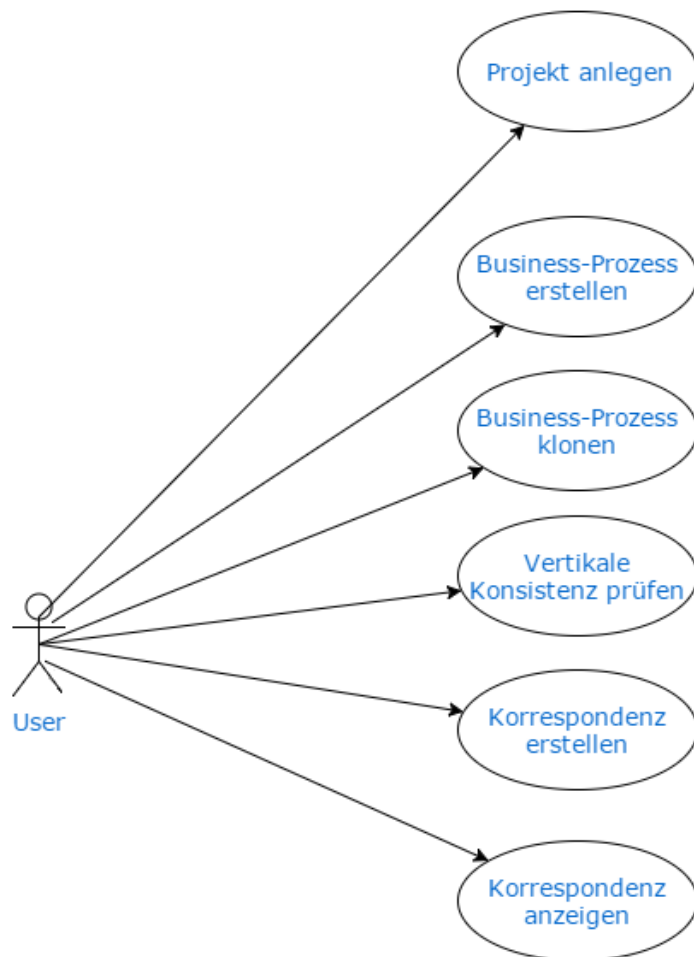 Projekt anlegen
Business-Prozess
erstellen
Business-Prozess
klonen
Vertikale
Konsistenz prüfen
User
Korrespondenz
erstellen
Korrespondenz
anzeigen